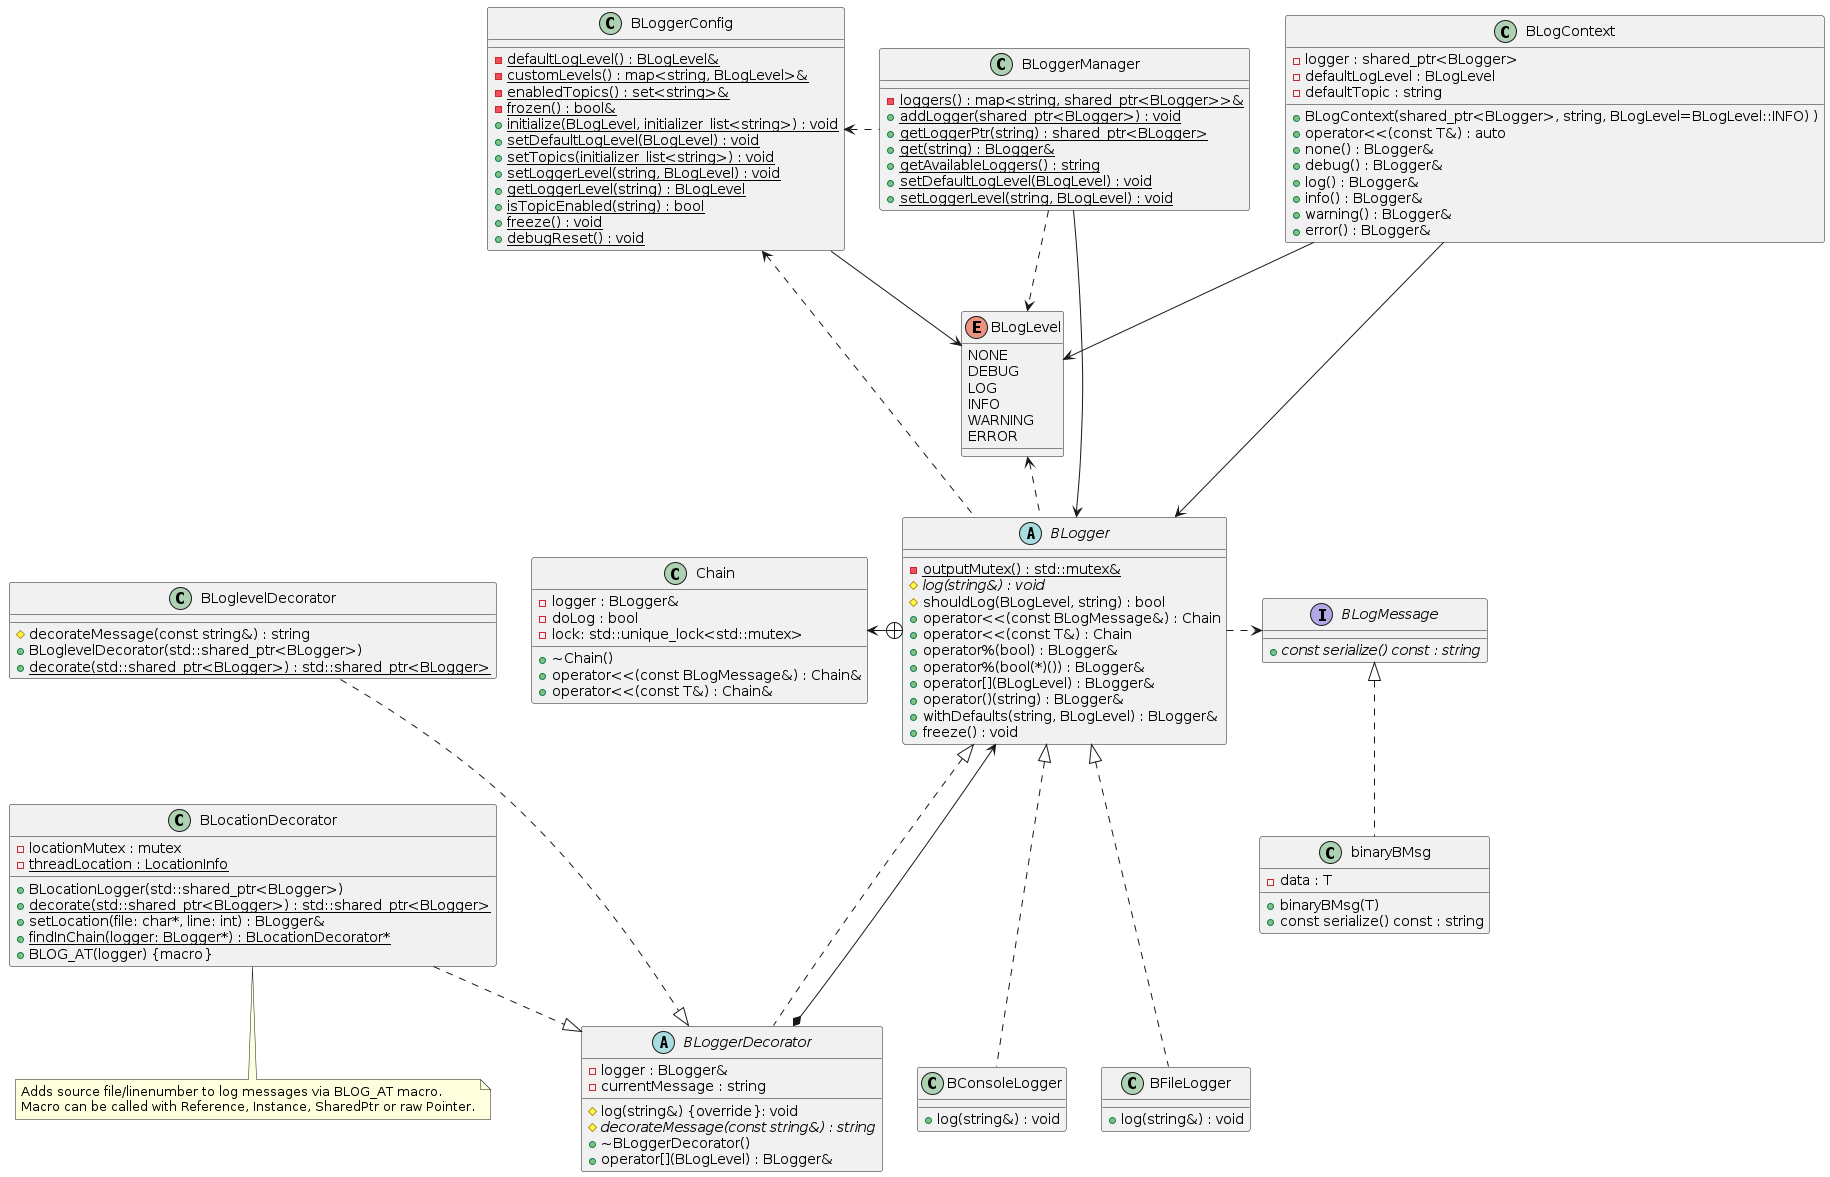 BLoggerConfig
defaultLogLevel() : BLogLevel&
customLevels() : map<string, BLogLevel>&
enabledTopics() : set<string>&
frozen() : bool&
initialize(BLogLevel, initializer_list<string>) : void
setDefaultLogLevel(BLogLevel) : void
setTopics(initializer_list<string>) : void
setLoggerLevel(string, BLogLevel) : void
getLoggerLevel(string) : BLogLevel
isTopicEnabled(string) : bool
freeze() : void
debugReset() : void
BLoggerManager
loggers() : map<string, shared_ptr<BLogger>>&
addLogger(shared_ptr<BLogger>) : void
getLoggerPtr(string) : shared_ptr<BLogger>
get(string) : BLogger&
getAvailableLoggers() : string
setDefaultLogLevel(BLogLevel) : void
setLoggerLevel(string, BLogLevel) : void
BLogContext
logger : shared_ptr<BLogger>
defaultLogLevel : BLogLevel
defaultTopic : string
BLogContext(shared_ptr<BLogger>, string, BLogLevel=BLogLevel::INFO) )
operator<<(const T&) : auto
none() : BLogger&
debug() : BLogger&
log() : BLogger&
info() : BLogger&
warning() : BLogger&
error() : BLogger&
BLogLevel
NONE
DEBUG
LOG
INFO
WARNING
ERROR
BLoglevelDecorator
decorateMessage(const string&) : string
BLoglevelDecorator(std::shared_ptr<BLogger>)
decorate(std::shared_ptr<BLogger>) : std::shared_ptr<BLogger>
Chain
logger : BLogger&
doLog : bool
lock: std::unique_lock<std::mutex>
~Chain()
operator<<(const BLogMessage&) : Chain&
operator<<(const T&) : Chain&
BLogger
outputMutex() : std::mutex&
log(string&) : void
shouldLog(BLogLevel, string) : bool
operator<<(const BLogMessage&) : Chain
operator<<(const T&) : Chain
operator%(bool) : BLogger&
operator%(bool(*)()) : BLogger&
operator[](BLogLevel) : BLogger&
operator()(string) : BLogger&
withDefaults(string, BLogLevel) : BLogger&
freeze() : void
BLogMessage
const serialize() const : string
BLocationDecorator
locationMutex : mutex
threadLocation : LocationInfo
BLocationLogger(std::shared_ptr<BLogger>)
decorate(std::shared_ptr<BLogger>) : std::shared_ptr<BLogger>
setLocation(file: char*, line: int) : BLogger&
findInChain(logger: BLogger*) : BLocationDecorator*
BLOG_AT(logger) {macro}
binaryBMsg
data : T
binaryBMsg(T)
const serialize() const : string
Adds source file/linenumber to log messages via BLOG_AT macro.
Macro can be called with Reference, Instance, SharedPtr or raw Pointer.
BLoggerDecorator
logger : BLogger&
currentMessage : string
log(string&) {override}: void
decorateMessage(const string&) : string
~BLoggerDecorator()
operator[](BLogLevel) : BLogger&
BConsoleLogger
log(string&) : void
BFileLogger
log(string&) : void